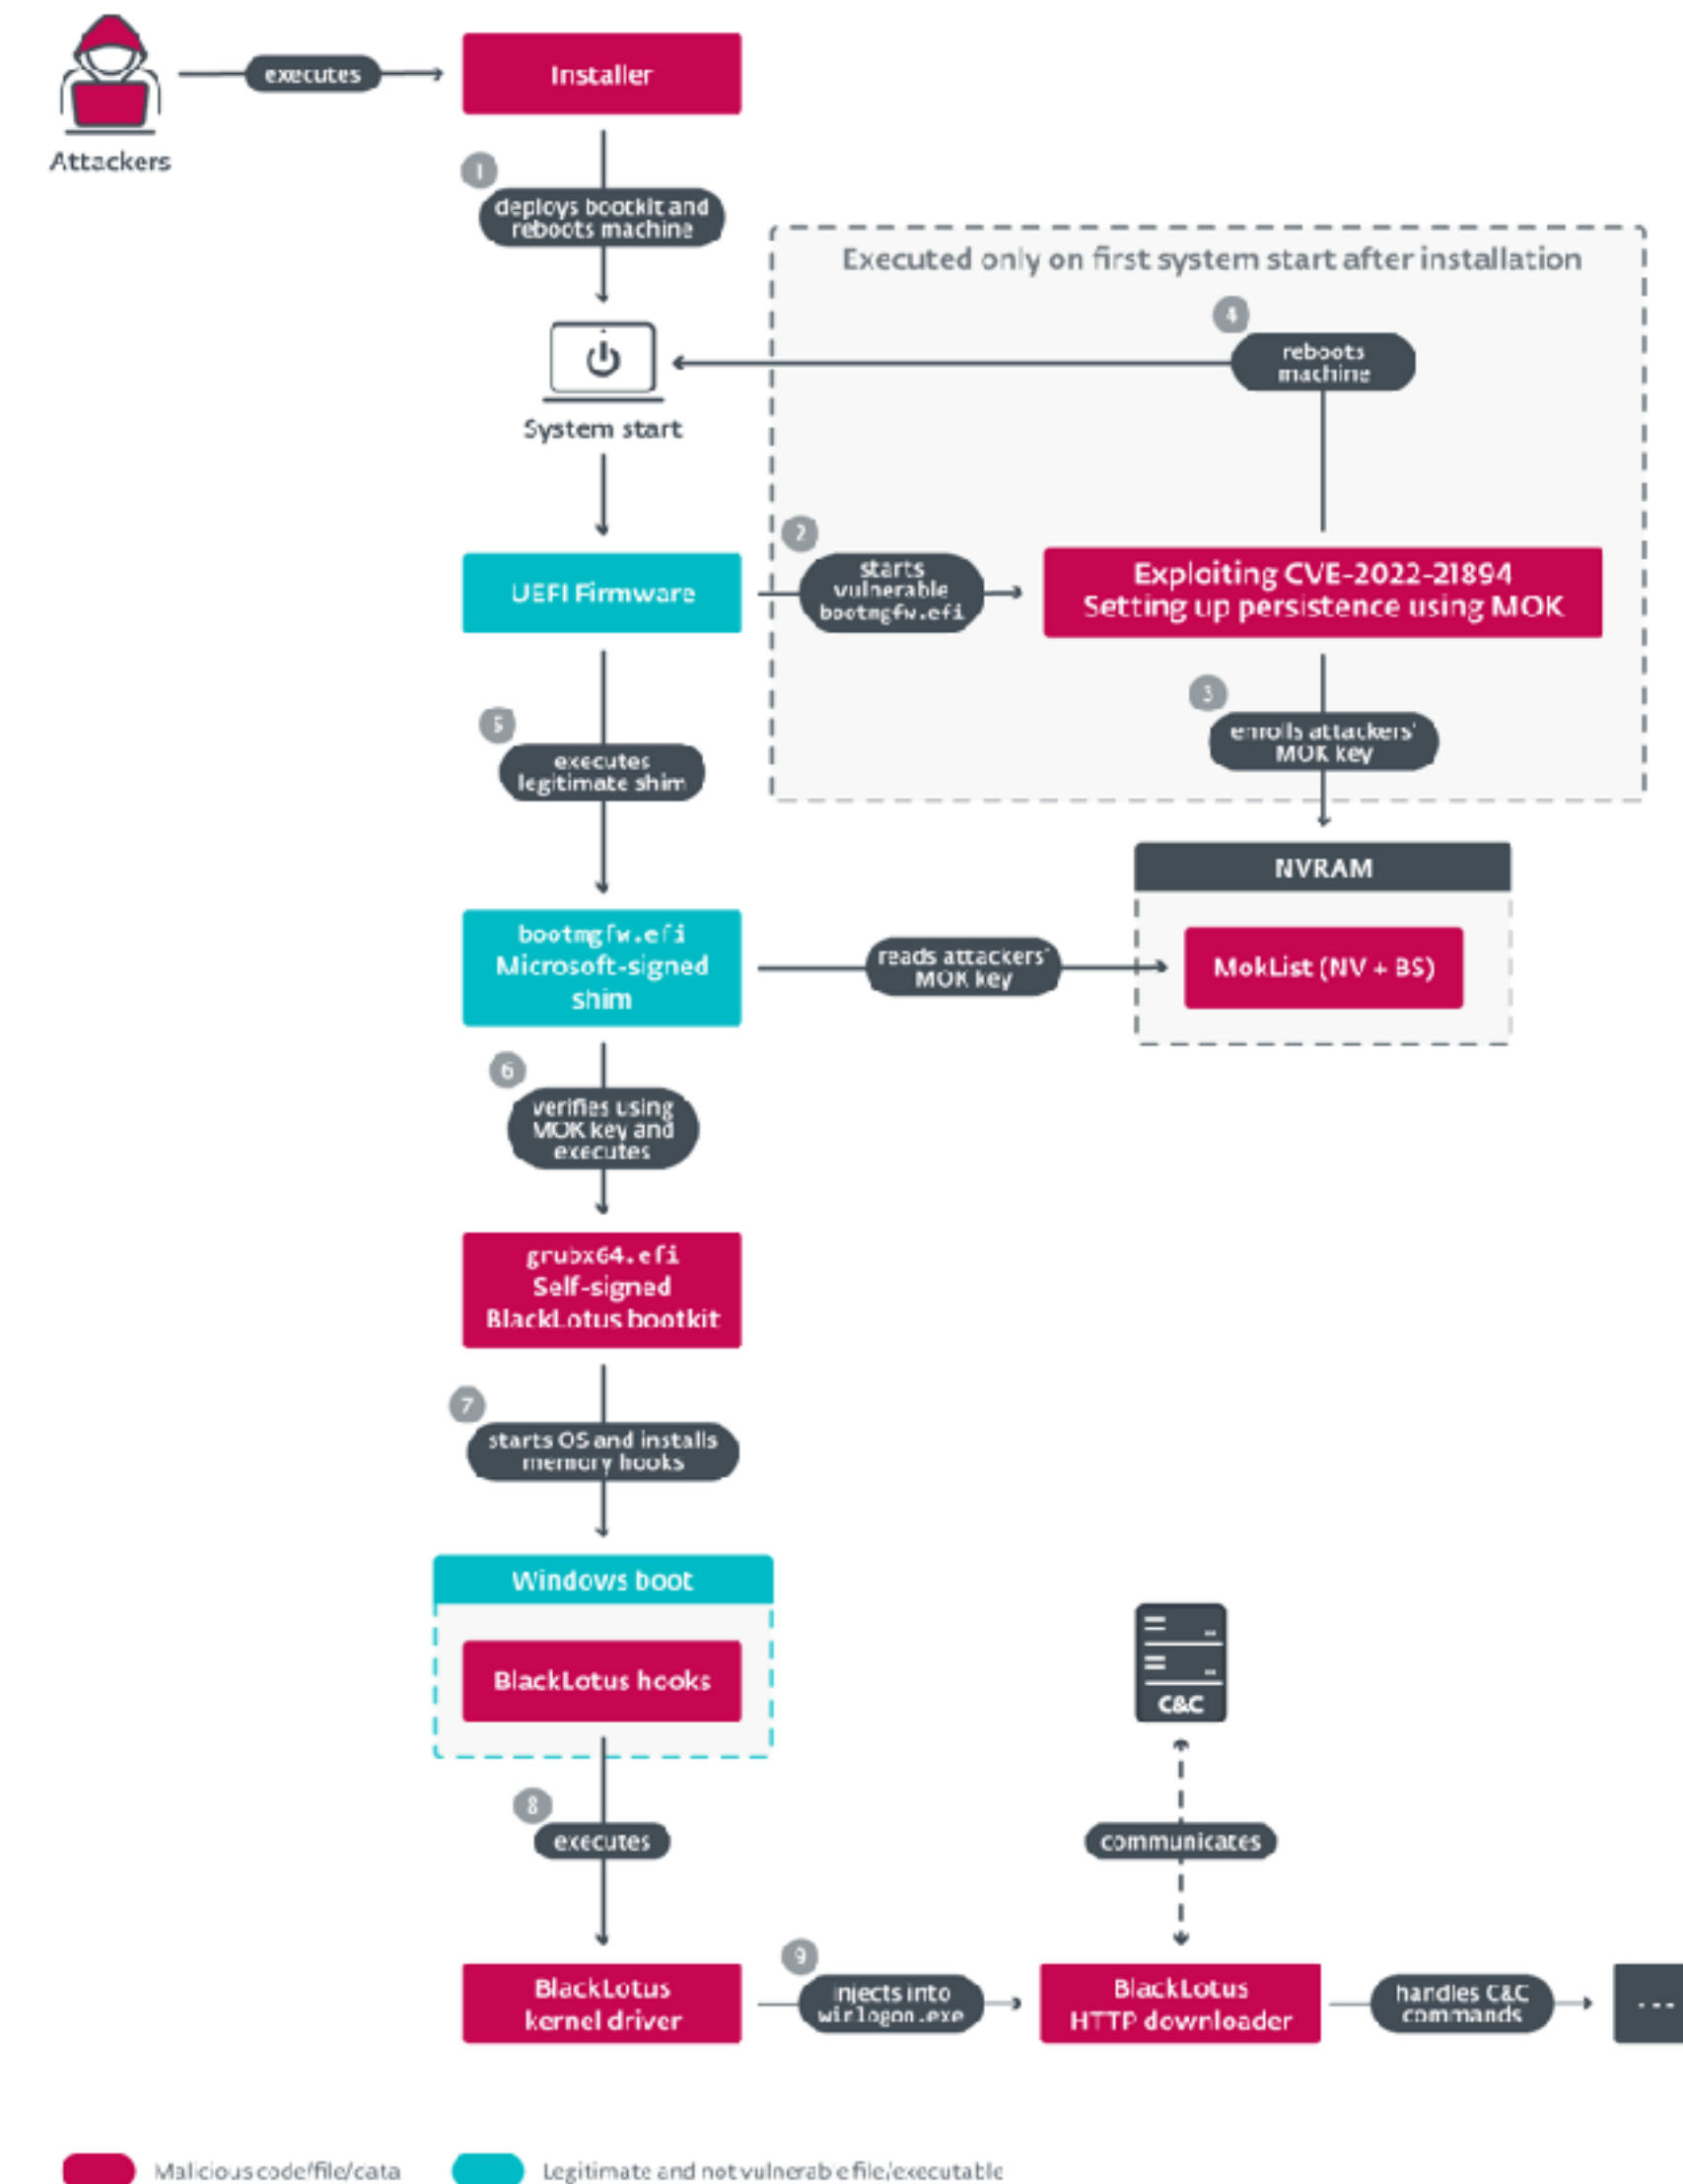 executes
Installer
Attackers
1
deploys bootkit and
reboots machine
Executed only on first system start after installation
4
reboots
machine
System start
2
starts
vulnerable
bootmgfw.efi
UEFI Firmware
Exploiting CVE-2022-21894
Setting up persistence using MOK
3
enrolls attackers'
MOK key
5
executes
legitimate shim
NVRAM
bootmgfw.efi
Microsoft-signed
shim
reads attackers'
MOK key
MokList (NV + BS)
6
verifies using
MOK key and
executes
grubx64.efi
Self-signed
BlackLotus bootkit
7
starts OS and installs
memory hooks
Windows boot
BlackLotus hooks
C&C
8
executes
communicates
BlackLotus
kernel driver
9
injects into
winlogon.exe
BlackLotus
HTTP downloader
handles C&C
commands
---
Malicious code/file/data
Legitimate and not vulnerable file/executable